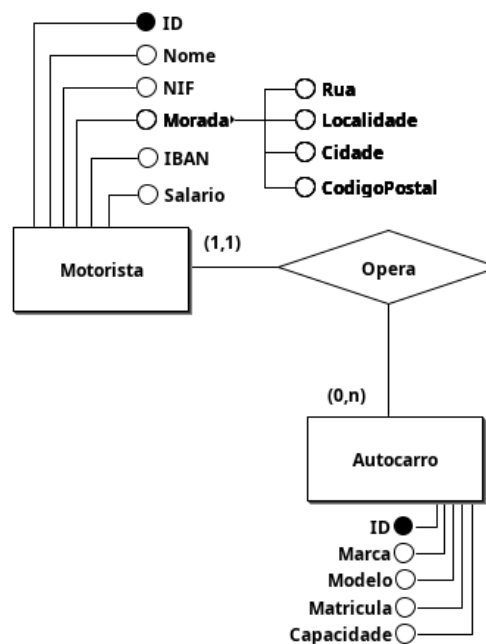 ID
Nome
NIF
Morada
IBAN
Salario
Rua
Localidade
Cidade
CodigoPostal
Motorista
(1,1)
Opera
(0,n)
Autocarro
ID
Marca
Modelo
Matricula
Capacidade